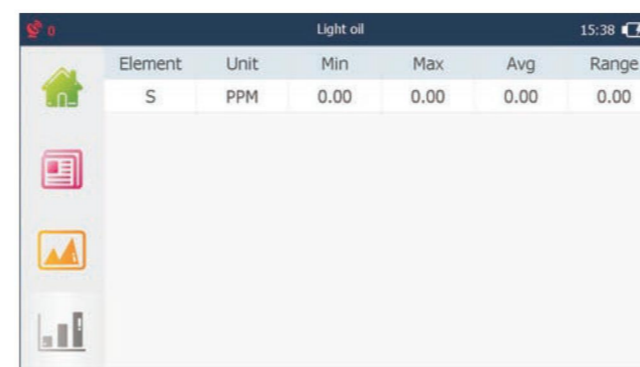 0 Light oil 15:38
Element Unit Min Max Avg Range
S PPM 0.00 0.00 0.00 0.00